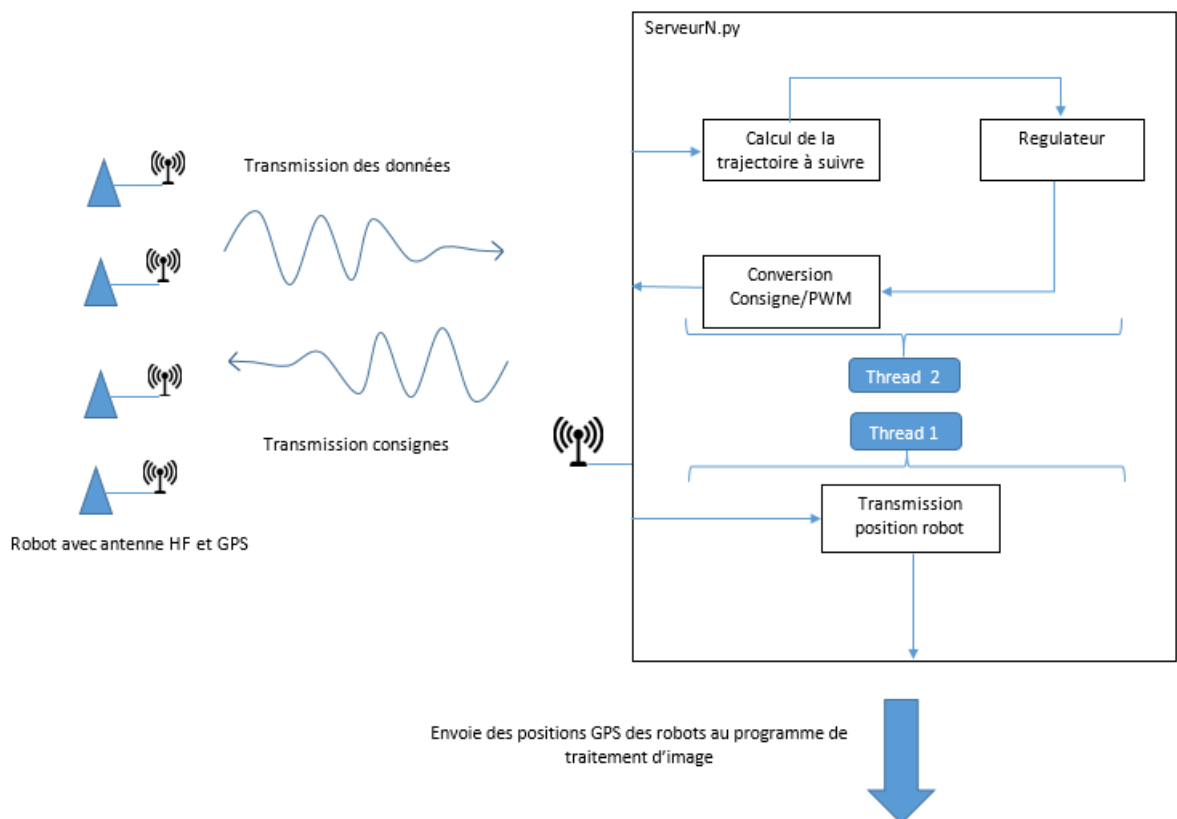 ServeurN.py
Calcul de la
trajectoire à suivre
Regulateur
Transmission des données
Conversion
Consigne/PWM
Thread 2
Thread 1
Transmission consignes
Transmission
position robot
Robot avec antenne HF et GPS
Envoie des positions GPS des robots au programme de
traitement d'image